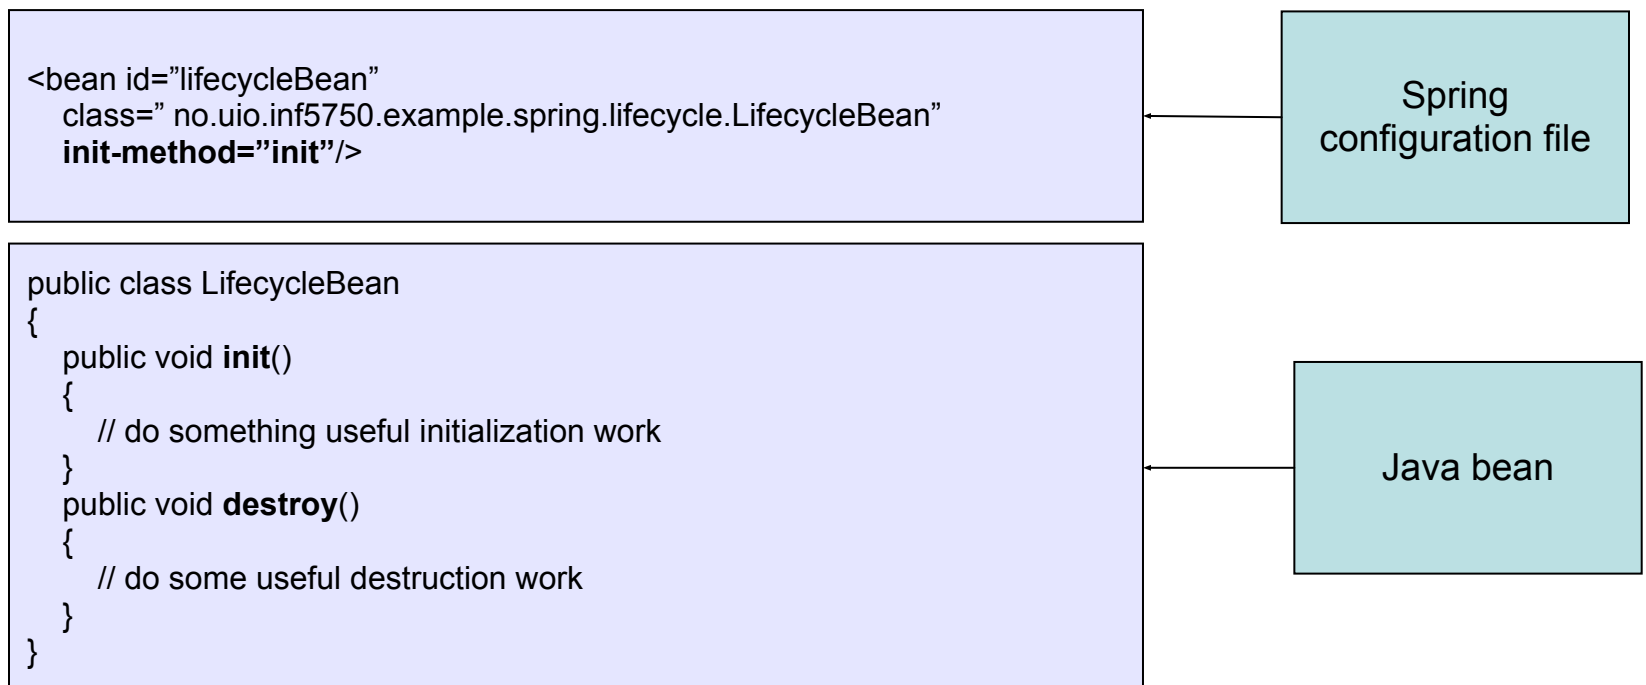 <bean id=”lifecycleBean”
class=” no.uio.inf5750.example.spring.lifecycle.LifecycleBean”
init-method=”init”/>
Spring
configuration file
public class LifecycleBean
{
public void init()
{
// do something useful initialization work
}
public void destroy()
{
// do some useful destruction work
}
}
Java bean